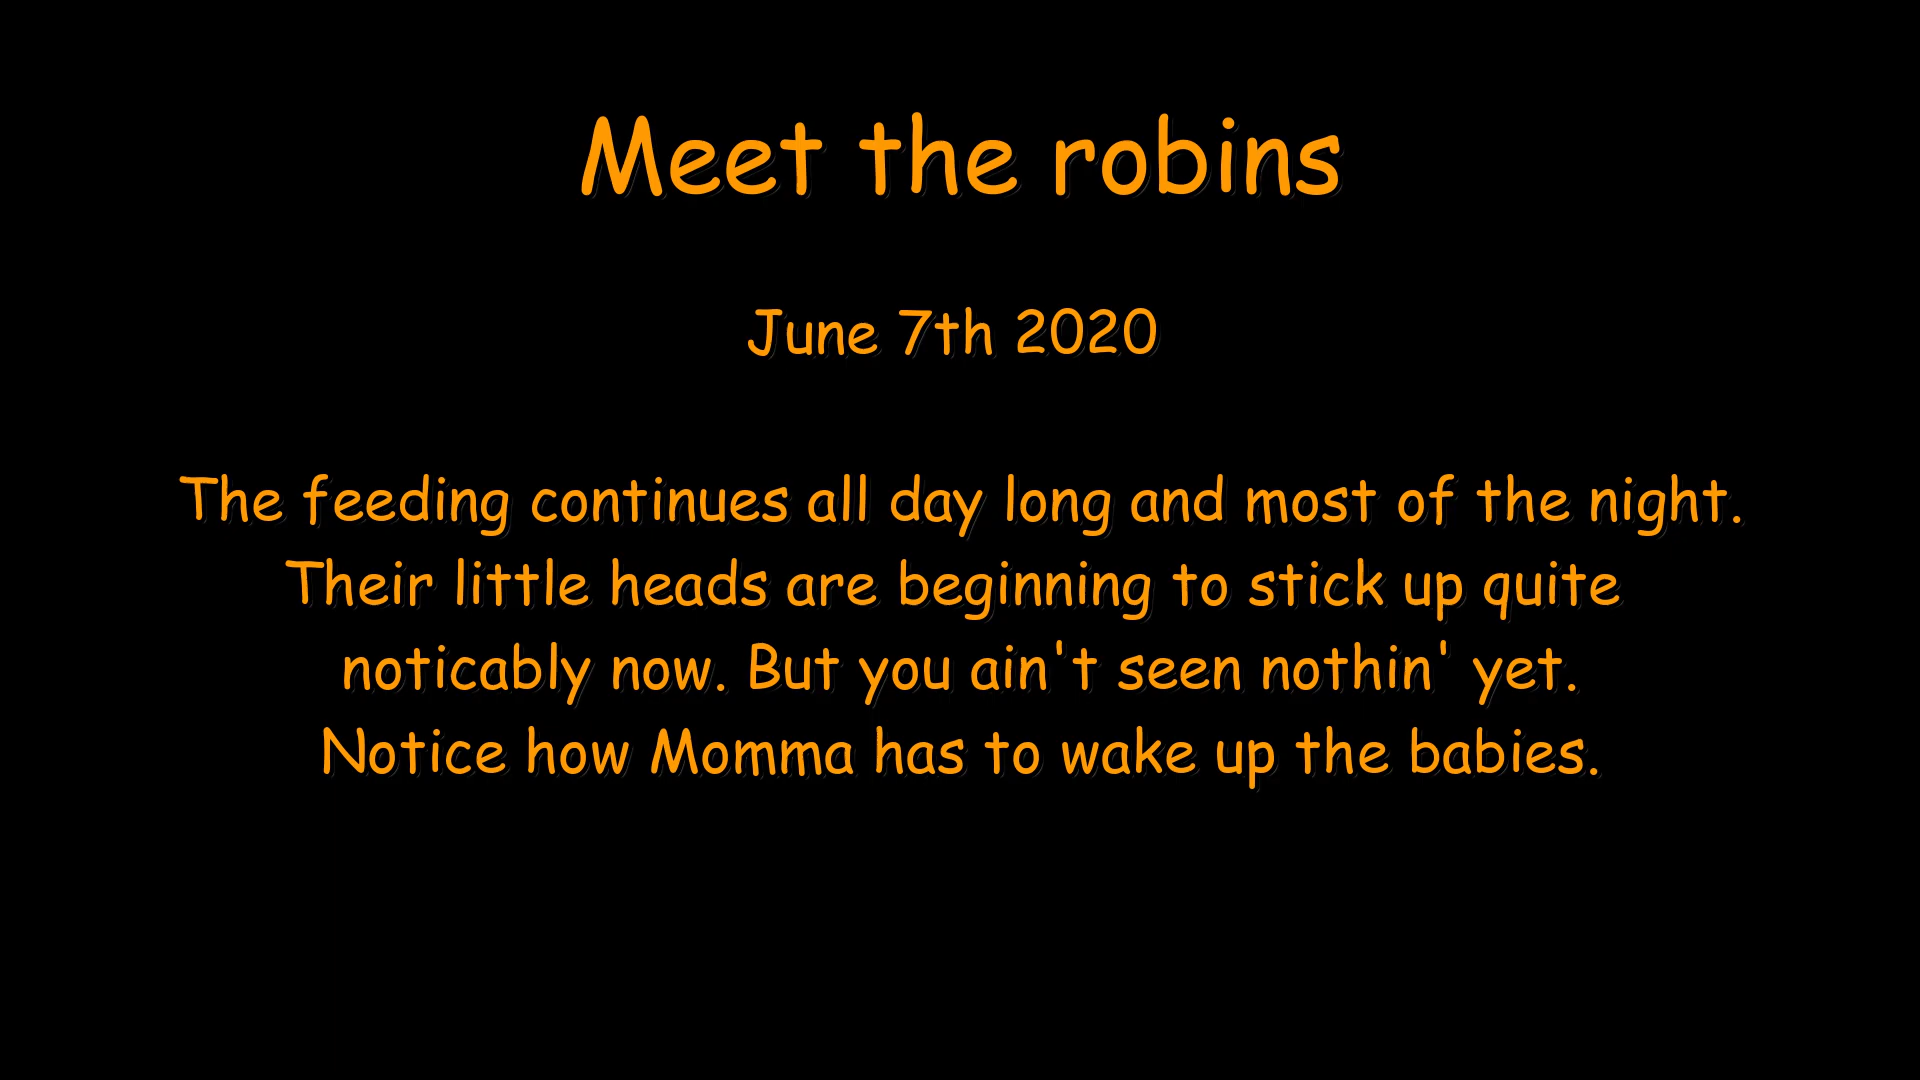 Meet the robins
June 7th 2020
The feeding continues all day long and most of the night.
Their little heads are beginning to stick up quite
noticably now. But you ain't seen nothin' yet.
Notice how Momma has to wake up the babies.